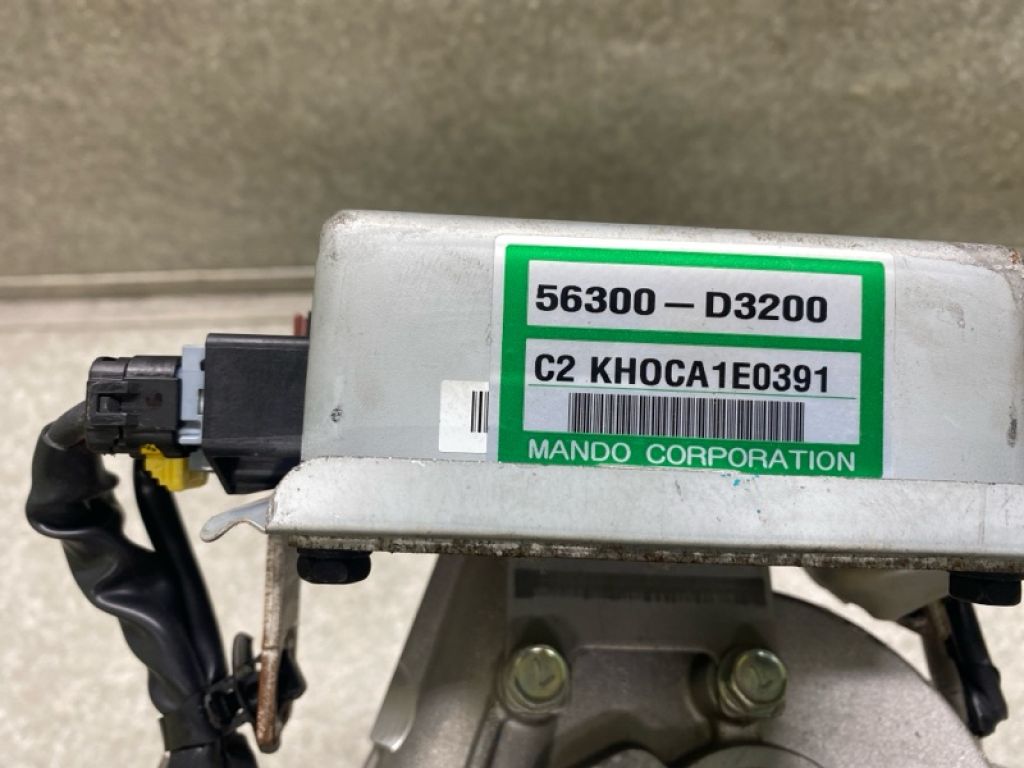 56300 – D3200
C2 KHOCA1E0391
MANDO CORPORATION